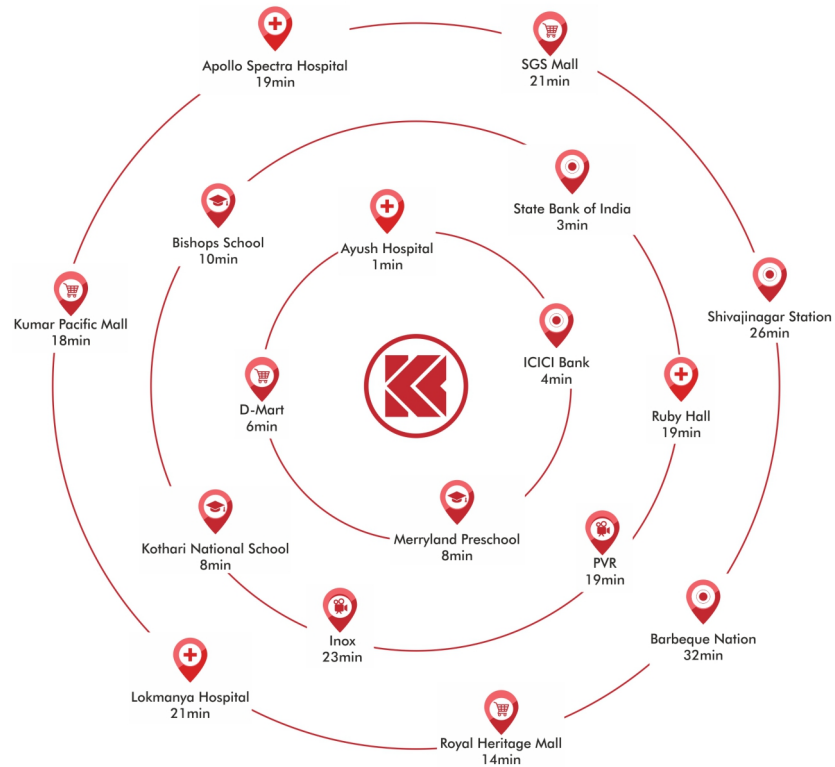 Apollo Spectra Hospital
19min
SGS Mall
21min
State Bank of India
3min
Bishops School
10min
Ayush Hospital
1min
Shivajinagar Station
26min
Kumar Pacific Mall
18min
ICICI Bank
4min
D-Mart
6min
Ruby Hall
19min
Merryland Preschool
8min
Kothari National School
8min
PVR
19min
Inox
23min
Barbeque Nation
32min
Lokmanya Hospital
21min
Royal Heritage Mall
14min